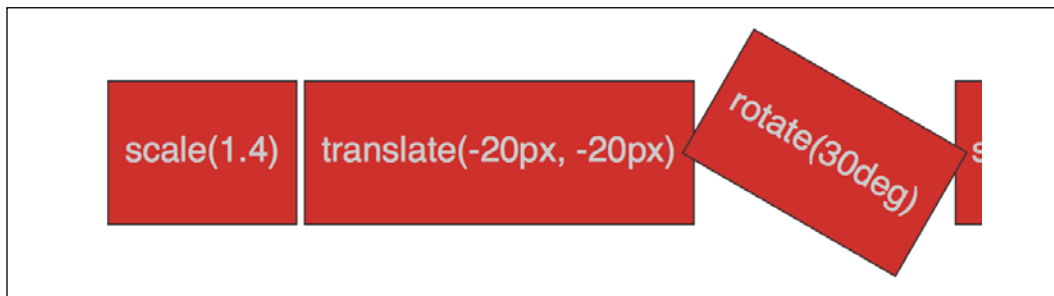 scale(1.4)
translate(-20px, -20px)
rotate(30deg)
s